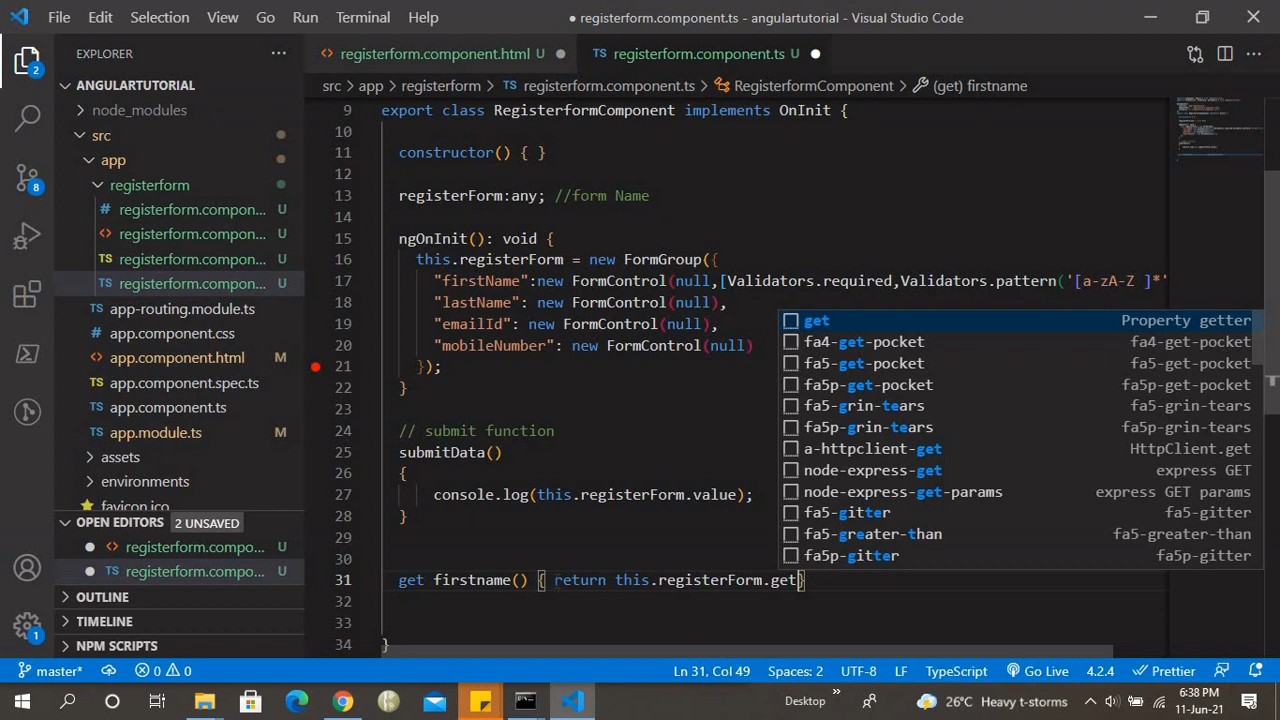 File Edit Selection View Go Run Terminal Help
● registerform.component.ts - angulartutorial - Visual Studio Code
EXPLORER
registerform.component.html U
TS registerform.component.ts U
src > app > registerform > TS registerform.component.ts > RegisterformComponent > (get) firstname
ANGULARTUTORIAL
node_modules
src
app
registerform
# registerform.compon... U
registerform.compon... U
TS registerform.compon... U
TS registerform.compon... U
app-routing.module.ts
app.component.css
app.component.html M
app.component.spec.ts
app.component.ts
app.module.ts M
assets
environments
favicon.ico
OPEN EDITORS 2 UNSAVED
registerform.compo... U
TS registerform.compo... U
OUTLINE
TIMELINE
NPM SCRIPTS
2
8
1
9 export class RegisterformComponent implements OnInit {
10
11 constructor() { }
12
13 registerForm:any; //form Name
14
15 ngOnInit(): void {
16 this.registerForm = new FormGroup({
17 "firstName":new FormControl(null,[Validators.required,Validators.pattern('[a-zA-Z ]*'
18 "lastName": new FormControl(null),
19 "emailId": new FormControl(null),
20 "mobileNumber": new FormControl(null)
21 });
22 }
23
24 // submit function
25 submitData()
26 {
27 console.log(this.registerForm.value);
28 }
29
30
31 get firstname() { return this.registerForm.get}
32
33
34 }
get Property getter
fa4-get-pocket fa4-get-pocket
fa5-get-pocket fa5-get-pocket
fa5p-get-pocket fa5p-get-pocket
fa5-grin-tears fa5-grin-tears
fa5p-grin-tears fa5p-grin-tears
a-httpclient-get HttpClient.get
node-express-get express GET
node-express-get-params express GET params
fa5-gitter fa5-gitter
fa5-greater-than fa5-greater-than
fa5p-gitter fa5p-gitter
master* 0 0 Ln 31, Col 49 Spaces: 2 UTF-8 LF TypeScript Go Live 4.2.4 Prettier
Desktop » 26°C Heavy t-storms 6:38 PM
11-Jun-21